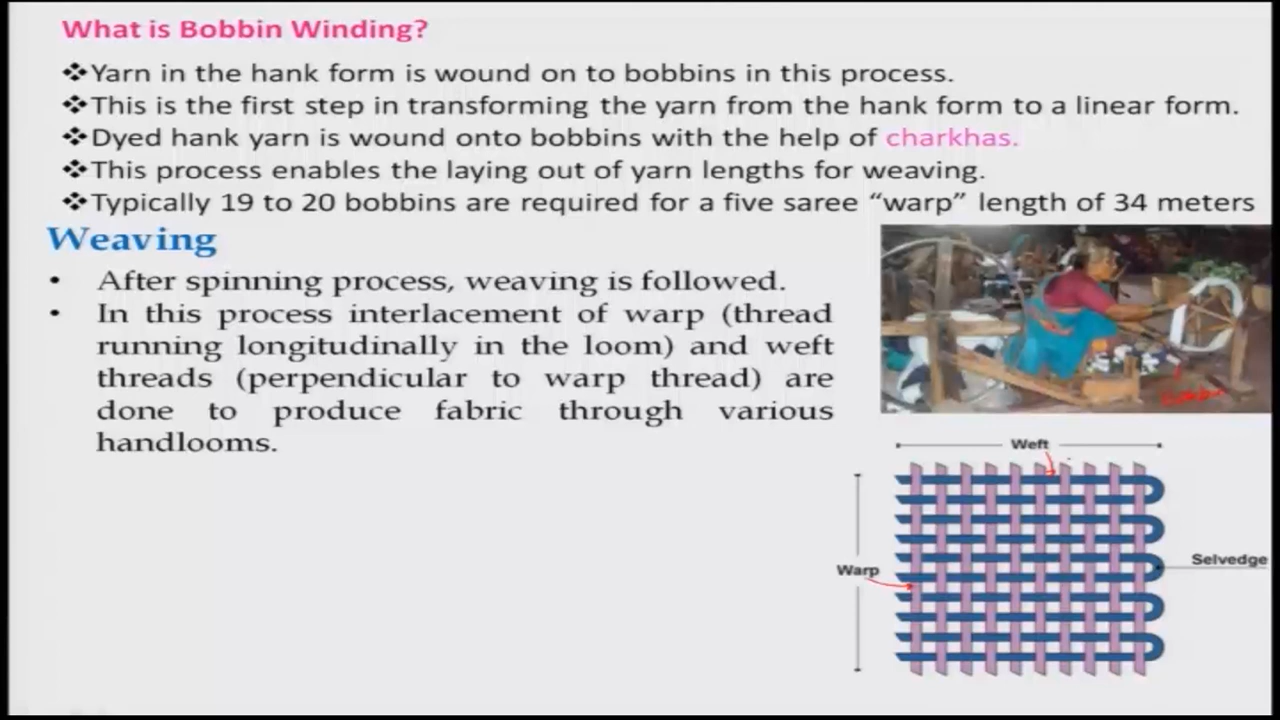 What is Bobbin Winding?
❖Yarn in the hank form is wound on to bobbins in this process.
❖This is the first step in transforming the yarn from the hank form to a linear form.
❖Dyed hank yarn is wound onto bobbins with the help of charkhas.
❖This process enables the laying out of yarn lengths for weaving.
❖Typically 19 to 20 bobbins are required for a five saree “warp” length of 34 meters
Weaving
• After spinning process, weaving is followed.
• In this process interlacement of warp (thread
running longitudinally in the loom) and weft
threads (perpendicular to warp thread) are
done to produce fabric through various
handlooms.
Weft
Selvedge
Warp